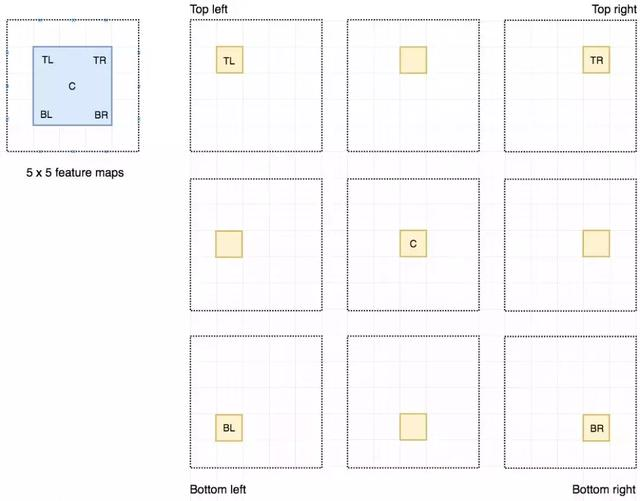 Top left
Top right
TL TR
C
BL BR
5 x 5 feature maps
TL
TR
C
BL
BR
Bottom left
Bottom right